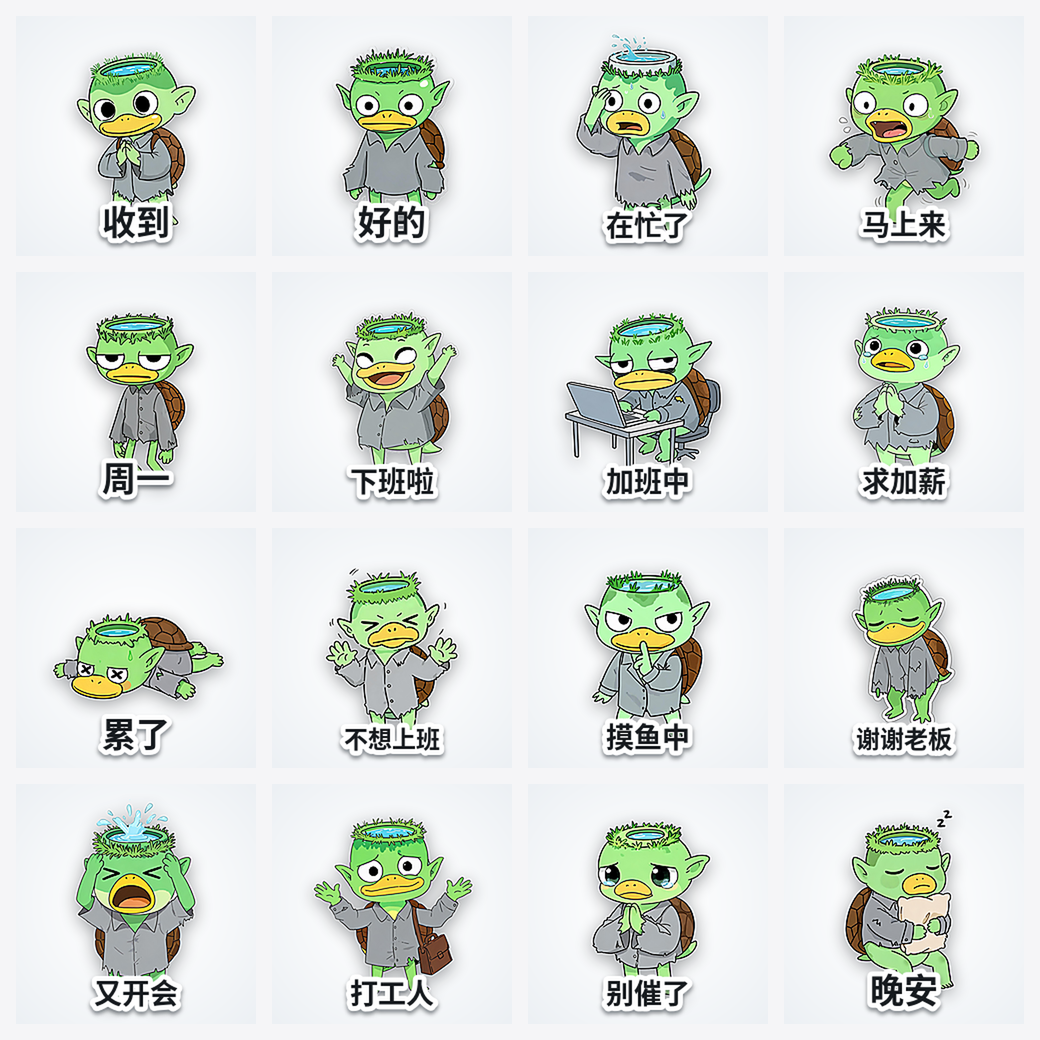 收到
好的
在忙了
马上来
周一
下班啦
加班中
求加薪
累了
不想上班
摸鱼中
谢谢老板
又开会
打工人
别催了
zz
晚安